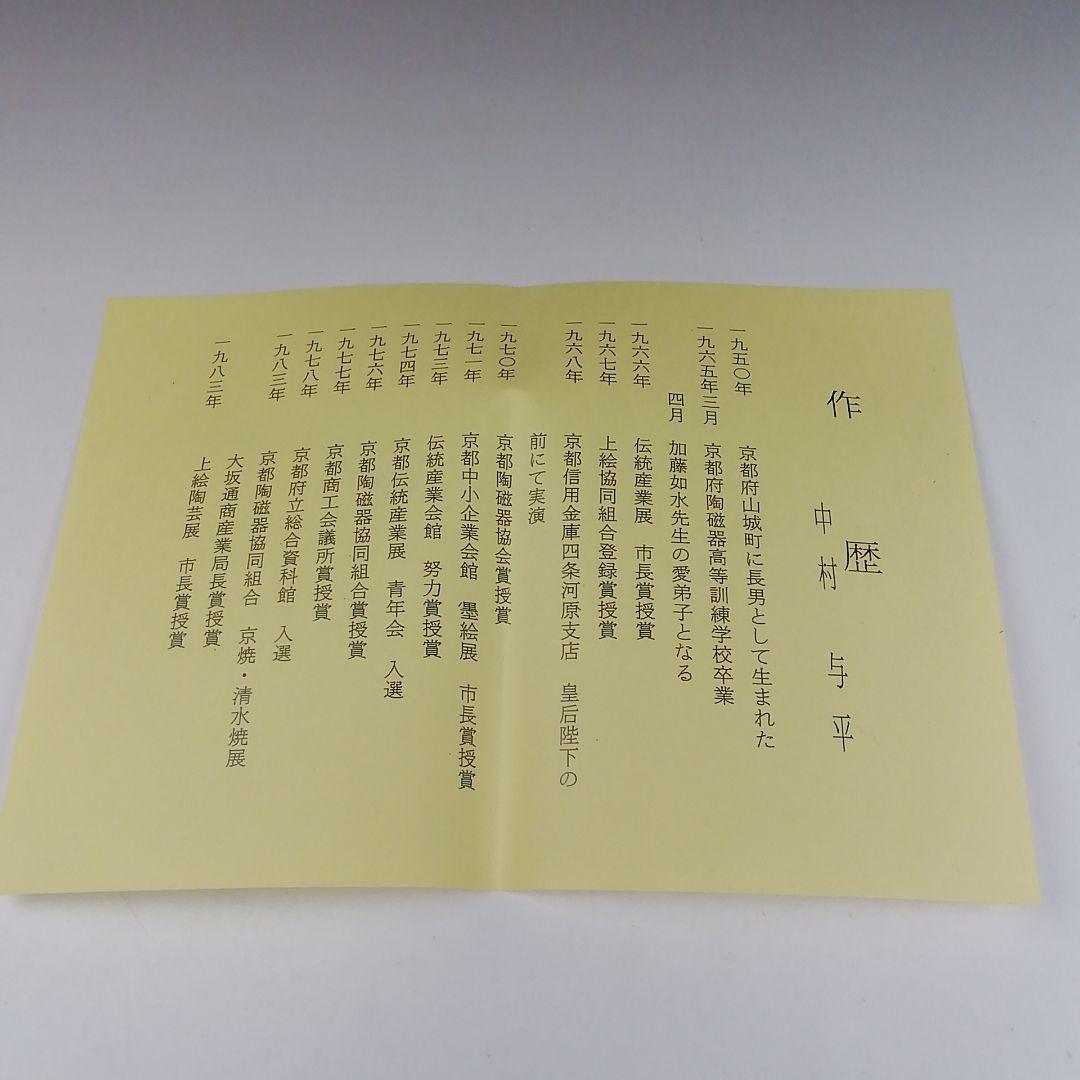 作歴
中村与平
一九五〇年 京都府山城町に長男として生まれた
一九六五年三月 京都府陶磁器高等訓練学校卒業
四月 加藤如水先生の愛弟子となる
一九六六年 伝統産業展 市長賞授賞
一九六七年 上絵協同組合登録賞授賞
一九六八年 京都信用金庫四条河原支店 皇后陛下の
前にて実演
一九七〇年 京都陶磁器協会賞授賞
一九七一年 京都中小企業会館 墨絵展 市長賞授賞
一九七三年 伝統産業会館 努力賞授賞
一九七四年 京都伝統産業展 青年会 入選
一九七六年 京都陶磁器協同組合賞授賞
一九七七年 京都商工会議所賞授賞
一九七八年 京都府立総合資科館 入選
一九八三年 京都陶磁器協同組合 京焼・清水焼展
大坂通商産業局長賞授賞
一九八三年 上絵陶芸展 市長賞授賞